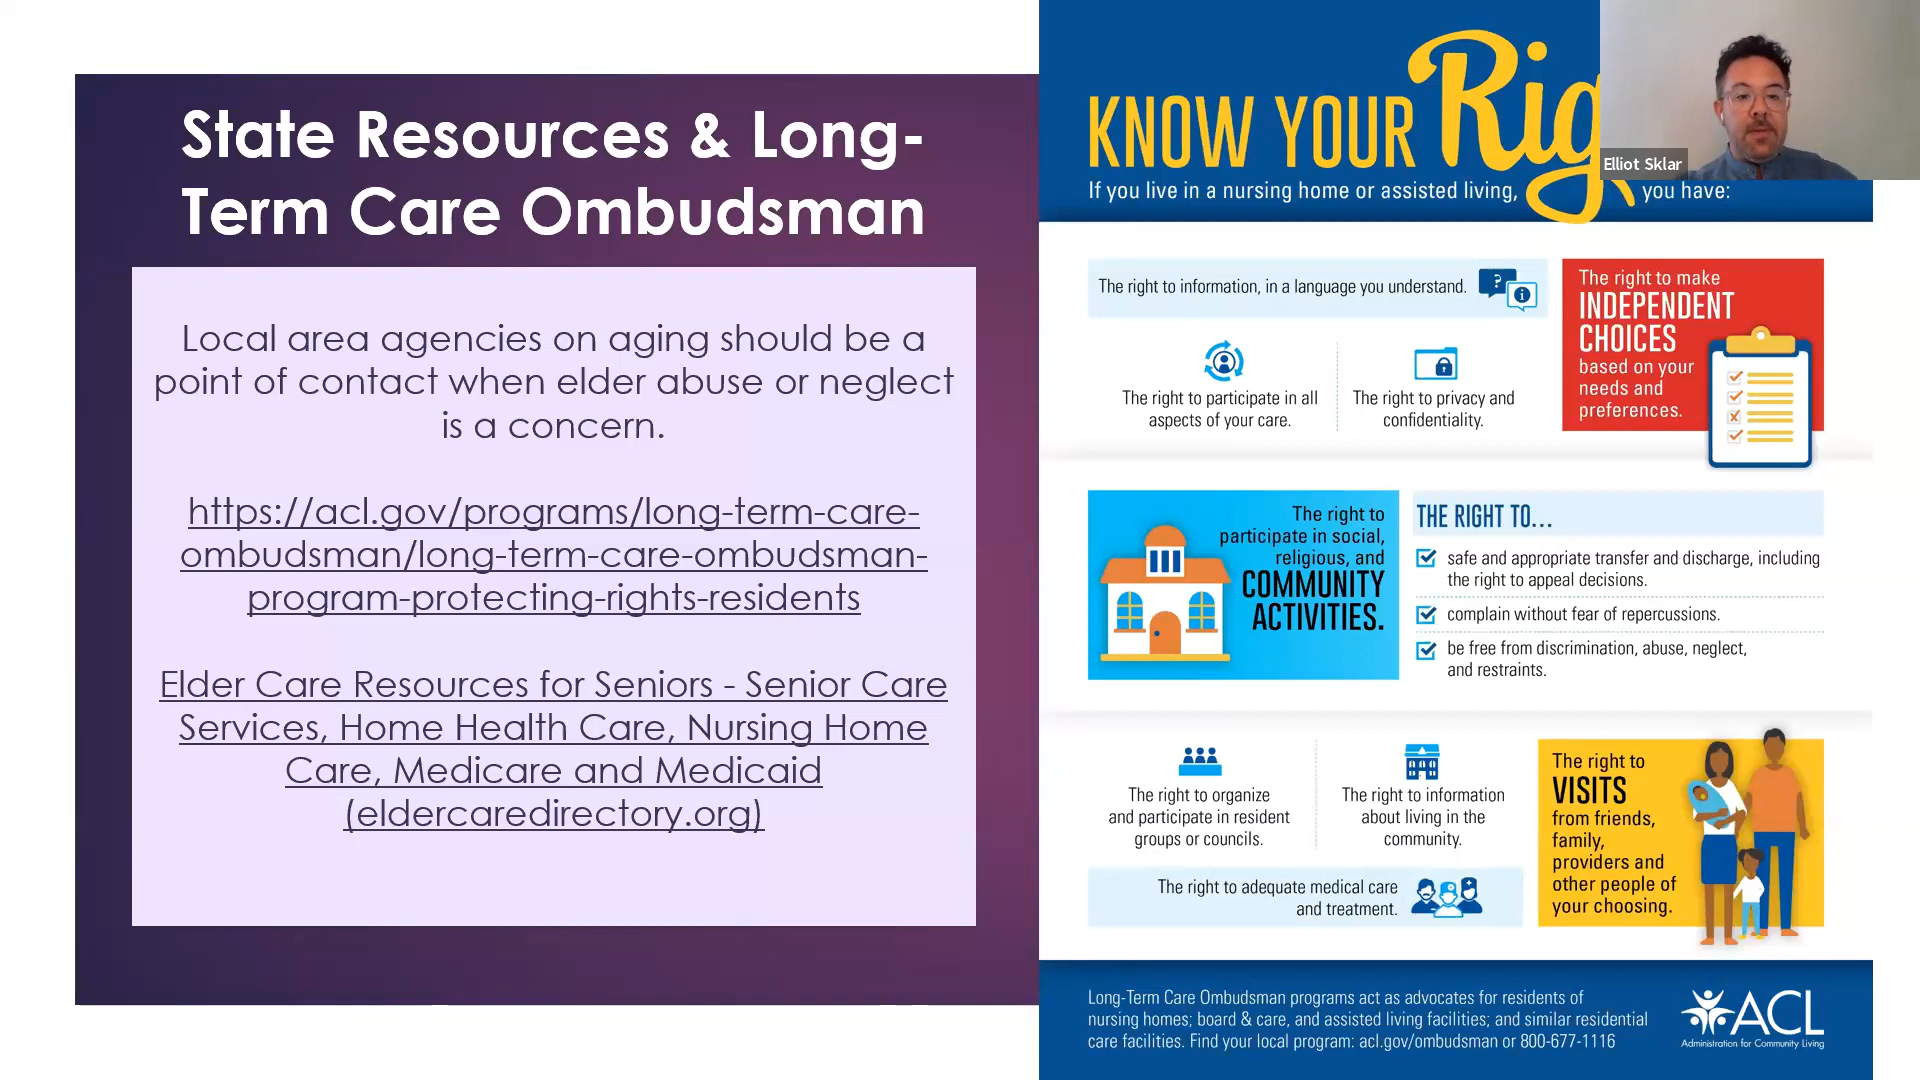 State Resources & Long-
Term Care Ombudsman
Local area agencies on aging should be a
point of contact when elder abuse or neglect
is a concern.
https://acl.gov/programs/long-term-care-
ombudsman/long-term-care-ombudsman-
program-protecting-rights-residents
Elder Care Resources for Seniors - Senior Care
Services, Home Health Care, Nursing Home
Care, Medicare and Medicaid
(eldercaredirectory.org)
KNOW YOUR Rig
Elliot Sklar
If you live in a nursing home or assisted living, you have:
The right to information, in a language you understand.
?
i
The right to participate in all
aspects of your care.
The right to privacy and
confidentiality.
The right to make
INDEPENDENT
CHOICES
based on your
needs and
preferences.
The right to
participate in social,
religious, and
COMMUNITY
ACTIVITIES.
THE RIGHT TO...
safe and appropriate transfer and discharge, including
the right to appeal decisions.
complain without fear of repercussions.
be free from discrimination, abuse, neglect,
and restraints.
The right to organize
and participate in resident
groups or councils.
The right to information
about living in the
community.
The right to adequate medical care
and treatment.
The right to
VISITS
from friends,
family,
providers and
other people of
your choosing.
Long-Term Care Ombudsman programs act as advocates for residents of
nursing homes; board & care, and assisted living facilities; and similar residential
care facilities. Find your local program: acl.gov/ombudsman or 800-677-1116
ACL
Administration for Community Living